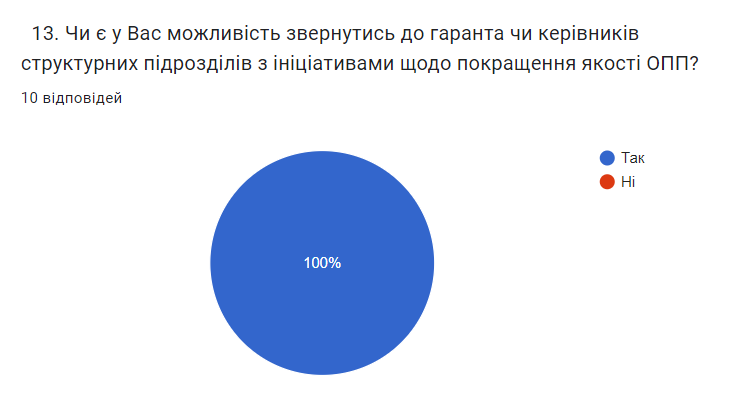 13. Чи є у Вас можливість звернутись до гаранта чи керівників
структурних підрозділів з ініціативами щодо покращення якості ОПП?
10 відповідей
Так
Ні
100%